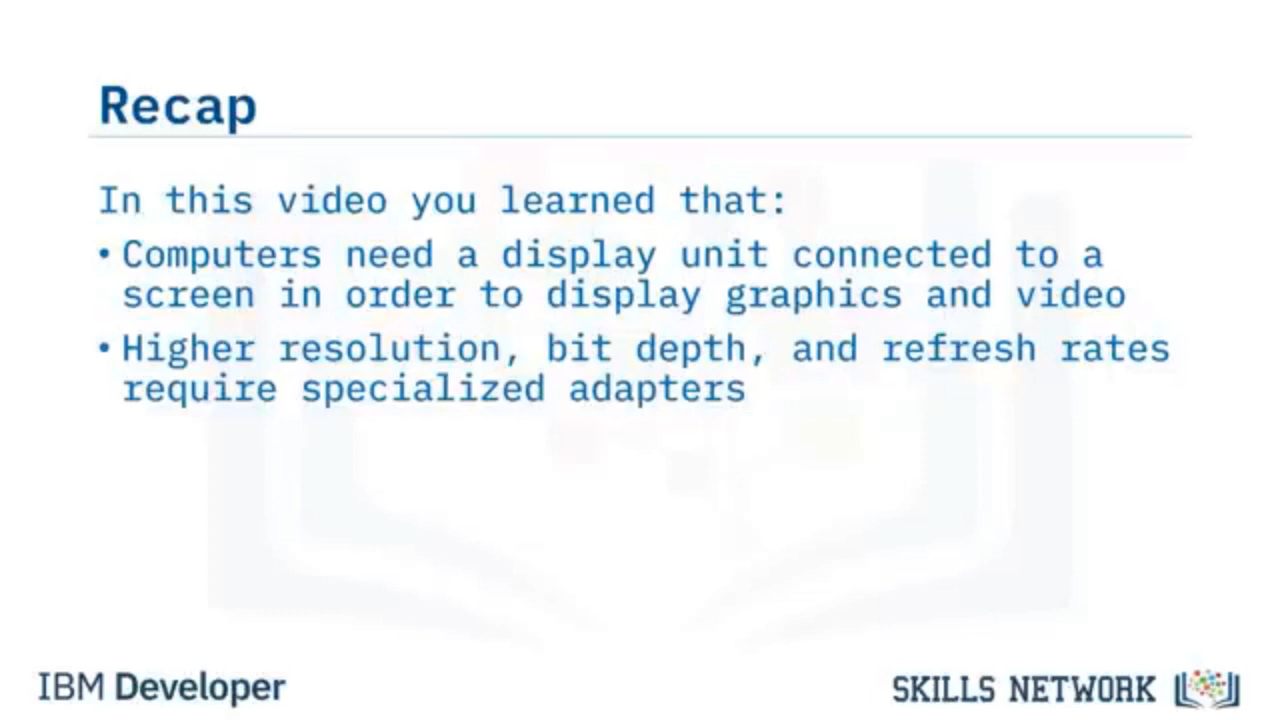 Recap
In this video you learned that:
• Computers need a display unit connected to a
screen in order to display graphics and video
• Higher resolution, bit depth, and refresh rates
require specialized adapters
IBM Developer
SKILLS NETWORK